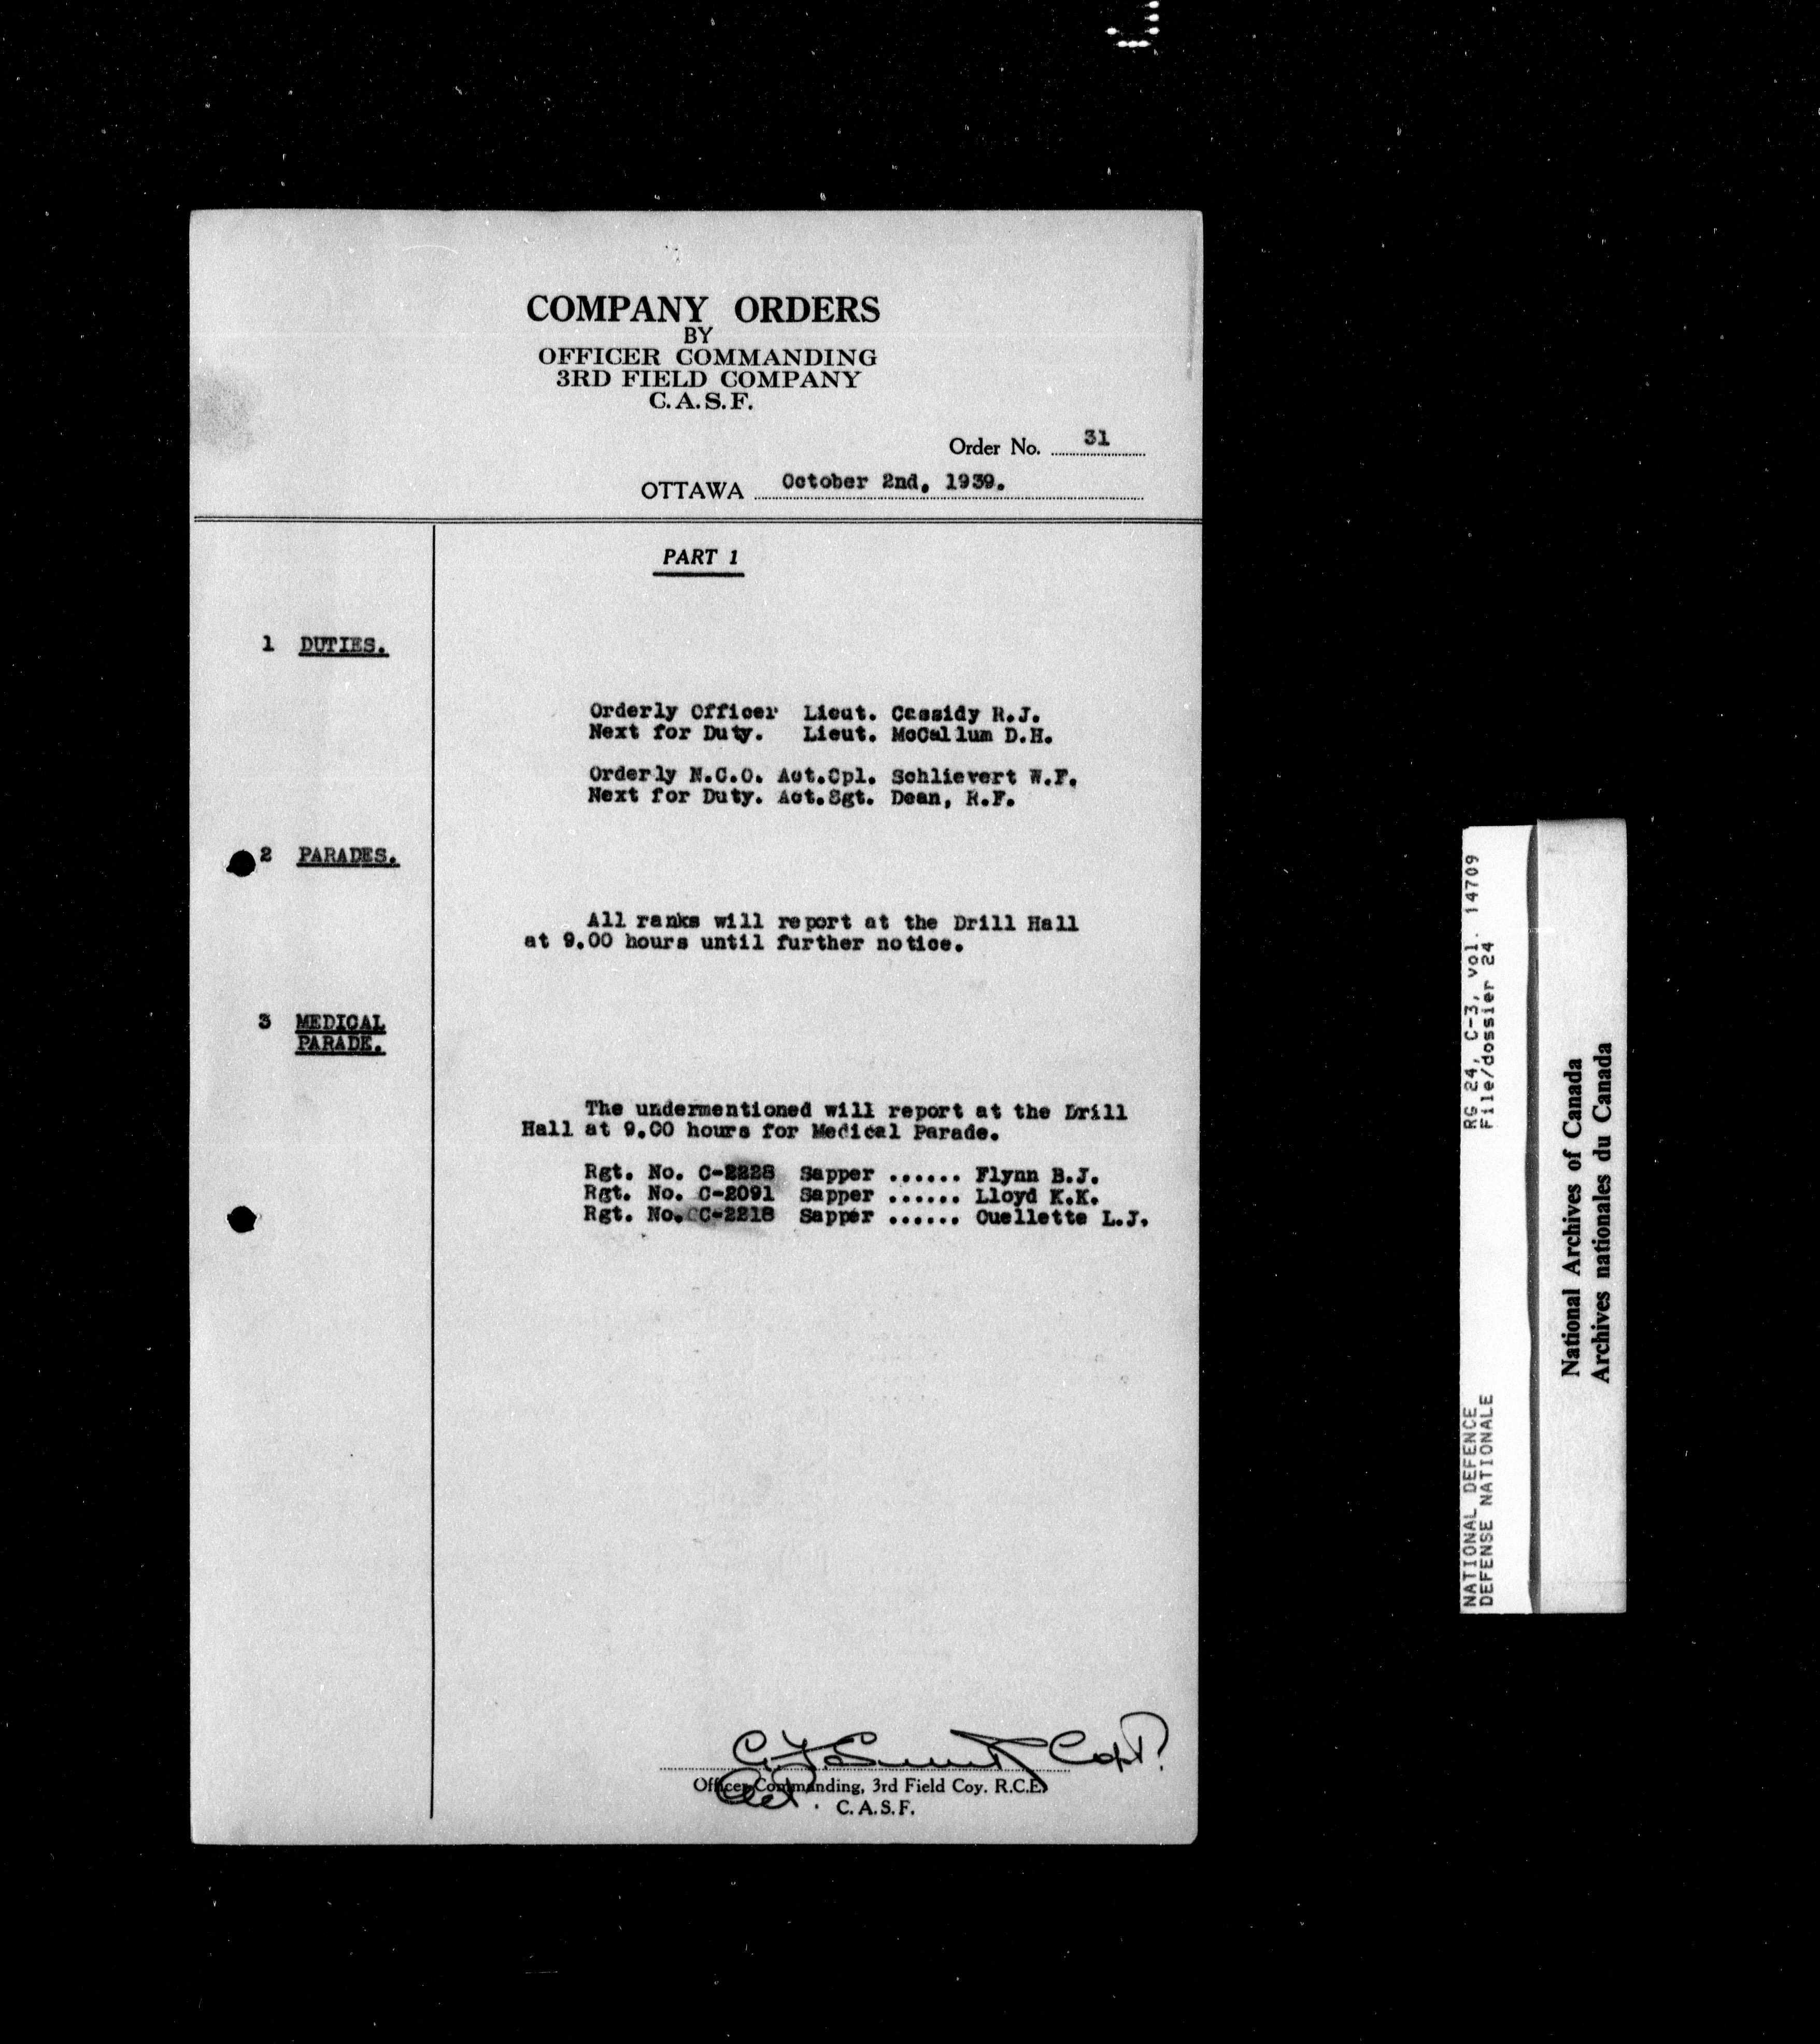 COMPANY ORDERS
BY
OFFICER COMMANDING
3RD FIELD COMPANY
C.A.S.F.
Order No. 31
OTTAWA October 2nd, 1939.
PART 1
1 DUTIES.
Orderly Officer Lieut. Cassidy R.J.
Next for Duty. Lieut. McCallum D.H.
Orderly N.C.O. Act.Cpl. Schlievert W.F.
Next for Duty. Act.Sgt. Dean, R.F.
2 PARADES.
All ranks will report at the Drill Hall
at 9.00 hours until further notice.
3 MEDICAL
PARADE.
The undermentioned will report at the Drill
Hall at 9.00 hours for Medical Parade.
Rgt. No. C-2228 Sapper ...... Flynn B.J.
Rgt. No. C-2091 Sapper ...... Lloyd K.K.
Rgt. No. C-2218 Sapper ...... Ouellette L.J.
Capt.
Act.
Officer Commanding, 3rd Field Coy. R.C.E.
C.A.S.F.
RG 24, C-3, vol. 14709
File/dossier 24
NATIONAL DEFENCE
DEFENSE NATIONALE
National Archives of Canada
Archives nationales du Canada